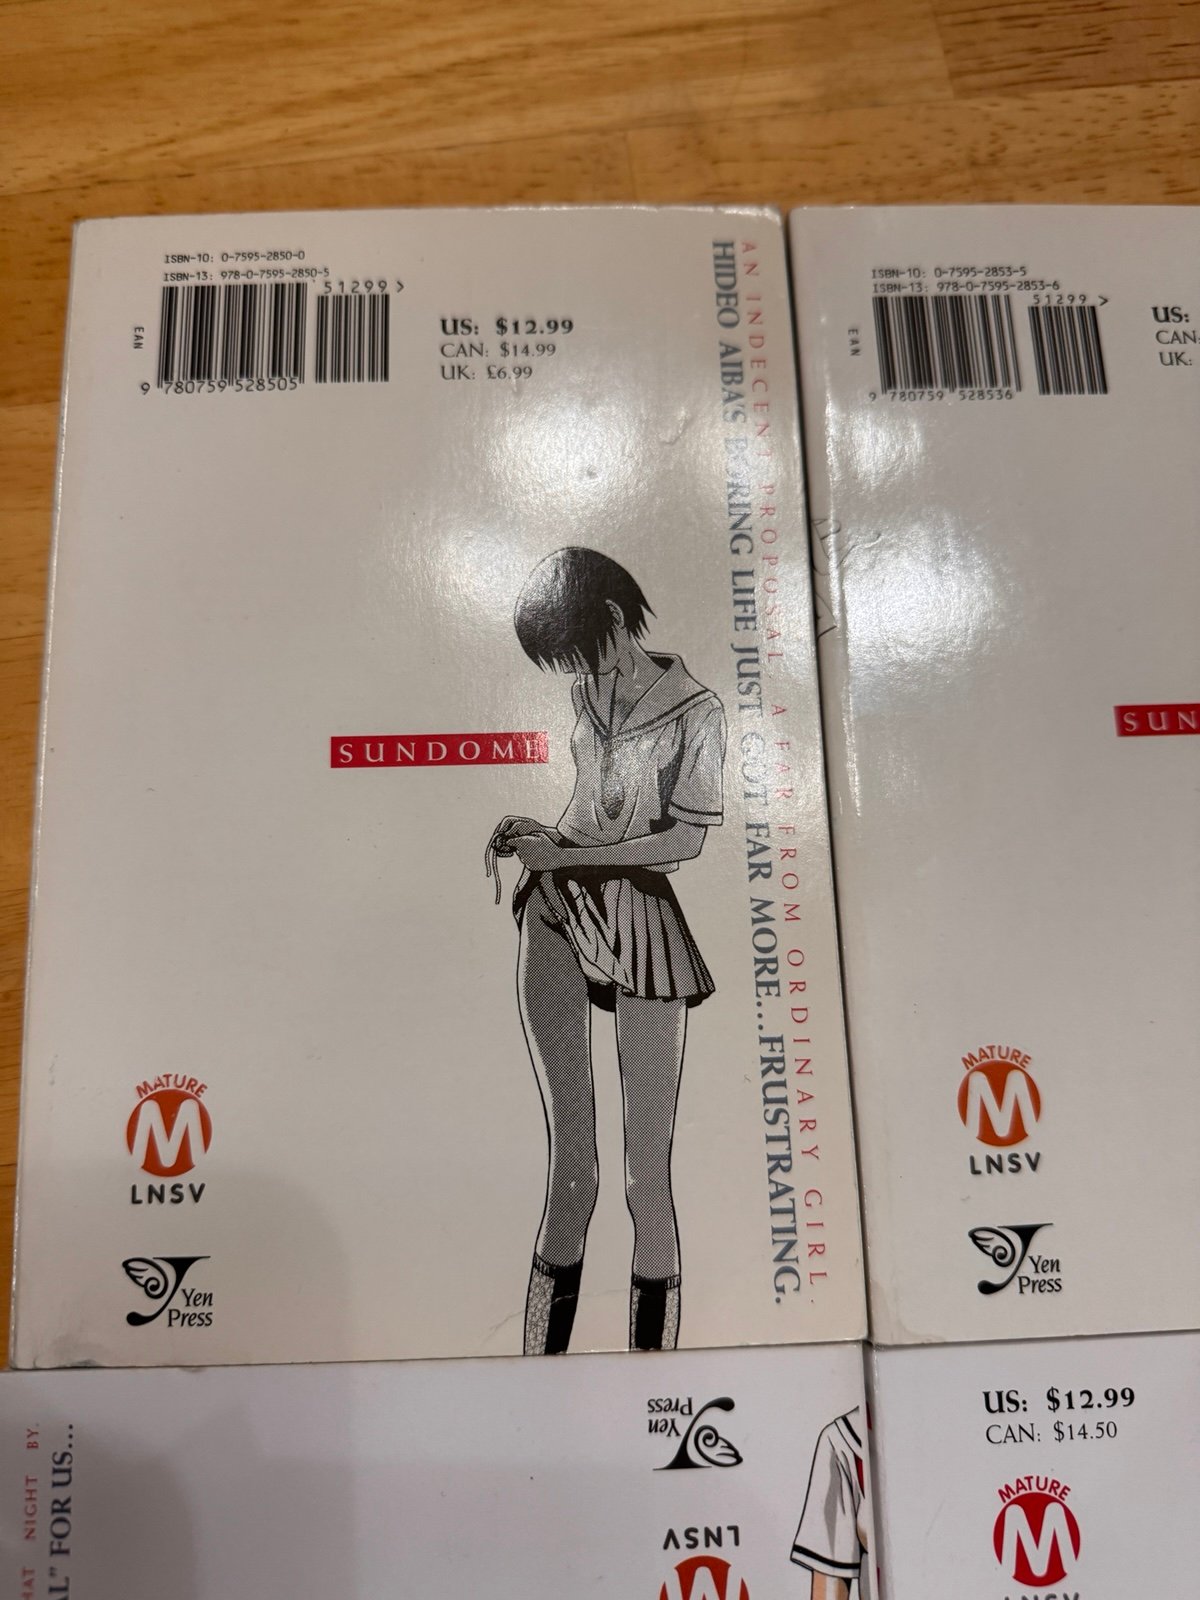 ISBN-10: 0-7595-2850-0
ISBN-13: 978-0-7595-2850-5
51299 >
EAN
9 780759 528505
US: $12.99
CAN: $14.99
UK: £6.99
AN INDECENT PROPOSAL. A FAR FROM ORDINARY GIRL.
HIDEO AIBA'S BORING LIFE JUST GOT FAR MORE...FRUSTRATING.
SUNDOME
MATURE
M
LNSV
Yen
Press
ISBN-10: 0-7595-2853-5
ISBN-13: 978-0-7595-2853-6
51299 >
EAN
9 780759 528536
US:
CAN:
UK:
SUN
MATURE
M
LNSV
Yen
Press
HAT NIGHT BY.
AL" FOR US...
Yen
Press
LNSV
M
US: $12.99
CAN: $14.50
MATURE
M
LNSV